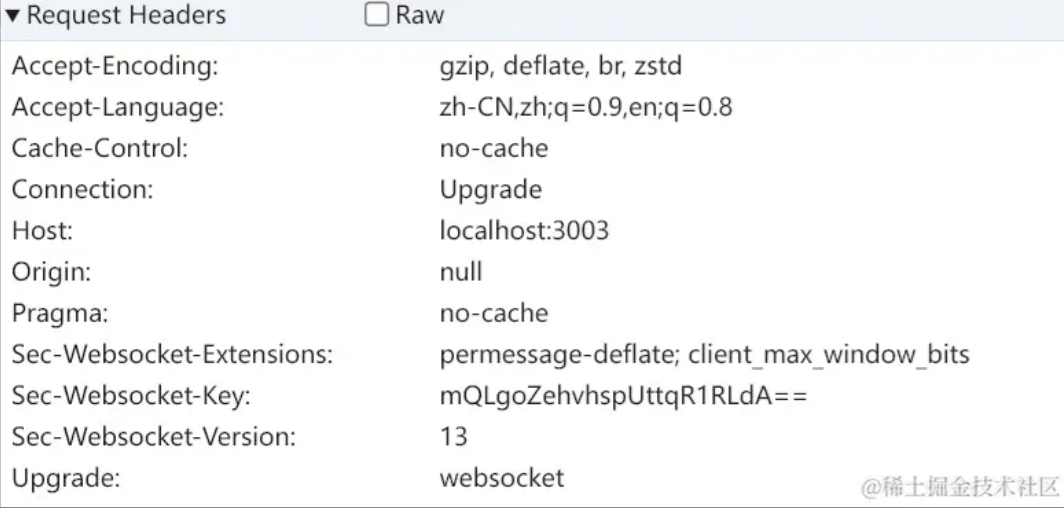 ▼ Request Headers Raw
Accept-Encoding: gzip, deflate, br, zstd
Accept-Language: zh-CN,zh;q=0.9,en;q=0.8
Cache-Control: no-cache
Connection: Upgrade
Host: localhost:3003
Origin: null
Pragma: no-cache
Sec-Websocket-Extensions: permessage-deflate; client_max_window_bits
Sec-Websocket-Key: mQLgoZehvhspUttqR1RLdA==
Sec-Websocket-Version: 13
Upgrade: websocket
@稀土掘金技术社区